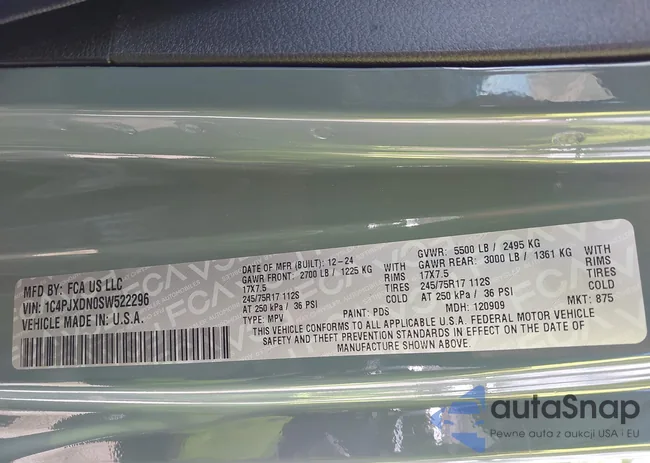 MFD BY: FCA US LLC
VIN: 1C4PJXDN0SW522296
VEHICLE MADE IN U.S.A.
DATE OF MFR (BUILT): 12-24
GAWR FRONT: 2700 LB / 1225 KG WITH
17X7.5 RIMS
245/75R17 112S TIRES
AT 250 kPa / 36 PSI COLD
TYPE: MPV PAINT: PDS
GVWR: 5500 LB / 2495 KG
GAWR REAR: 3000 LB / 1361 KG WITH
17X7.5 RIMS
245/75R17 112S TIRES
AT 250 kPa / 36 PSI COLD
MDH: 120909 MKT: 875
THIS VEHICLE CONFORMS TO ALL APPLICABLE U.S.A. FEDERAL MOTOR VEHICLE
SAFETY AND THEFT PREVENTION STANDARDS IN EFFECT ON THE DATE OF
MANUFACTURE SHOWN ABOVE.
autaSnap
Pewne auta z aukcji USA i EU